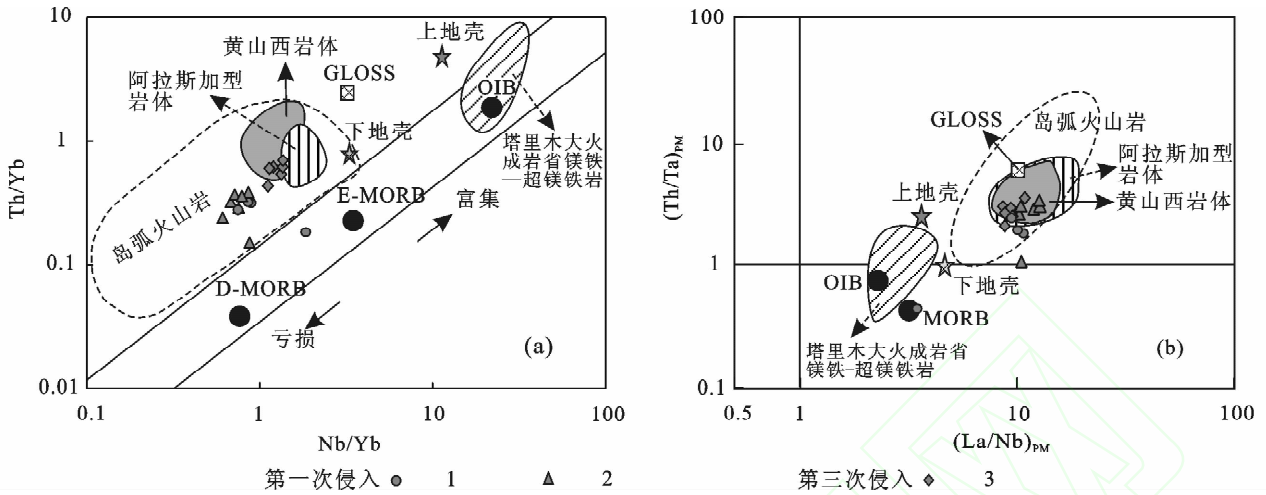 10
1
0.1
0.01
Th/Yb
0.1
1
10
100
Nb/Yb
黄山西岩体
阿拉斯加型
岩体
GLOSS
上地壳
OIB
下地壳
塔里木大火
成岩省镁铁
—超镁铁岩
岛弧火山岩
E-MORB
富集
D-MORB
亏损
(a)
100
10
1
0.1
(Th/Ta)PM
0.5
1
10
100
(La/Nb)PM
GLOSS
岛弧火山岩
阿拉斯加型
岩体
黄山西岩体
上地壳
下地壳
OIB
MORB
塔里木大火成岩省
镁铁-超镁铁岩
(b)
第一次侵入 1 2 第三次侵入 3